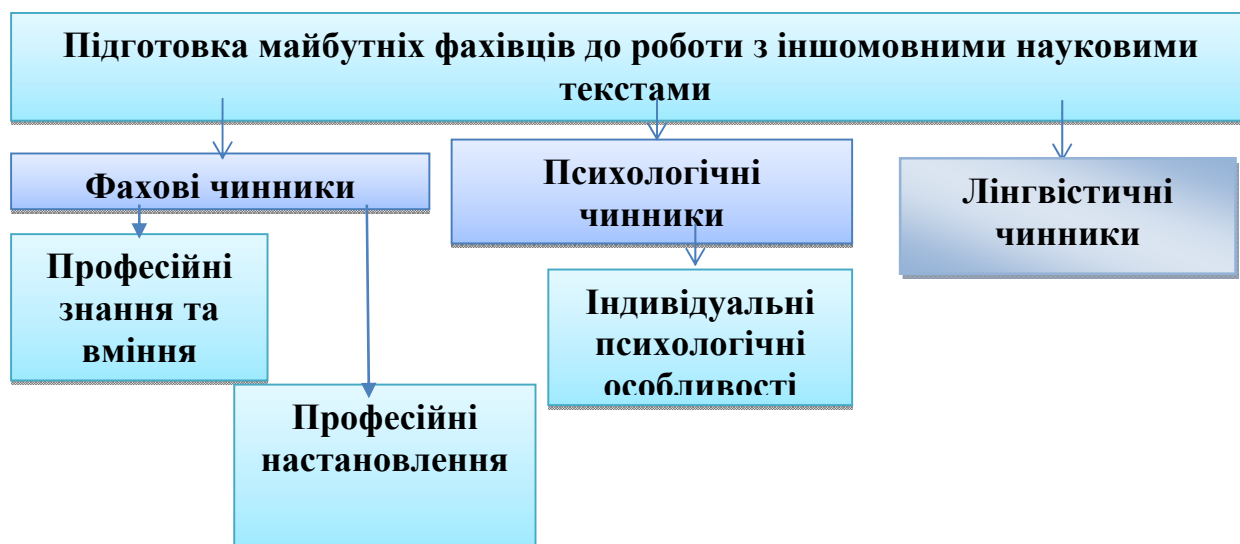 Підготовка майбутніх фахівців до роботи з іншомовними науковими
текстами
Фахові чинники
Психологічні
чинники
Лінгвістичні
чинники
Професійні
знання та
вміння
Індивідуальні
психологічні
особливості
Професійні
настановлення